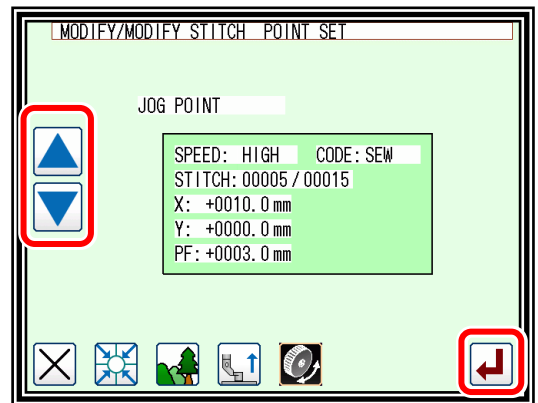 MODIFY/MODIFY STITCH POINT SET
JOG POINT
SPEED: HIGH CODE:SEW
STITCH:00005/00015
X: +0010.0mm
Y: +0000.0mm
PF:+0003.0mm